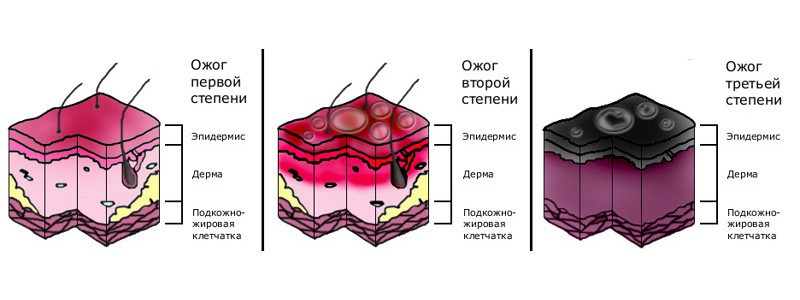 Ожог
первой
степени
Эпидермис
Дерма
Подкожно-
жировая
клетчатка
Ожог
второй
степени
Эпидермис
Дерма
Подкожно-
жировая
клетчатка
Ожог
третьей
степени
Эпидермис
Дерма
Подкожно-
жировая
клетчатка